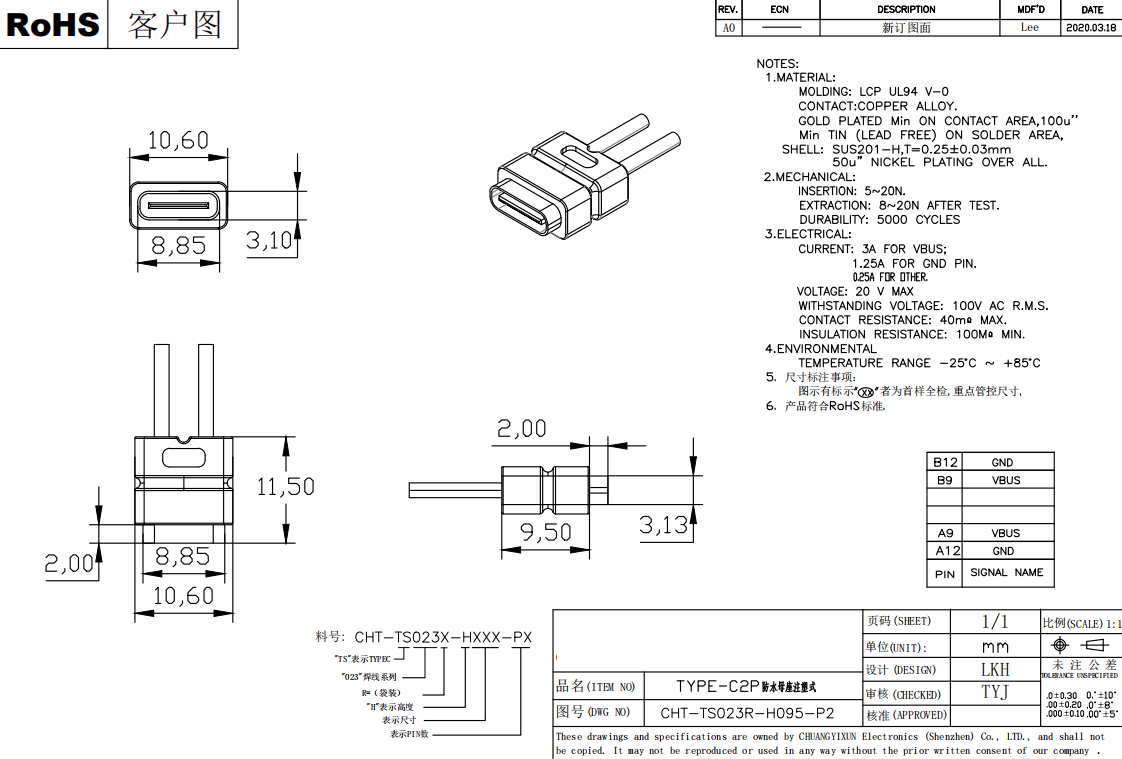 RoHS 客户图
REV. ECN DESCRIPTION MDF'D DATE
A0 新订图面 Lee 2020.03.18
NOTES:
1.MATERIAL:
MOLDING: LCP UL94 V-0
CONTACT:COPPER ALLOY.
GOLD PLATED Min ON CONTACT AREA,100u"
Min TIN (LEAD FREE) ON SOLDER AREA,
SHELL: SUS201-H,T=0.25±0.03mm
50u" NICKEL PLATING OVER ALL.
2.MECHANICAL:
INSERTION: 5~20N.
EXTRACTION: 8~20N AFTER TEST.
DURABILITY: 5000 CYCLES
3.ELECTRICAL:
CURRENT: 3A FOR VBUS;
1.25A FOR GND PIN.
0.25A FOR OTHER.
VOLTAGE: 20 V MAX
WITHSTANDING VOLTAGE: 100V AC R.M.S.
CONTACT RESISTANCE: 40mΩ MAX.
INSULATION RESISTANCE: 100MΩ MIN.
4.ENVIRONMENTAL
TEMPERATURE RANGE -25°C ~ +85°C
5. 尺寸标注事项:
图示有标示"XX"者为首样全检,重点管控尺寸,
6. 产品符合RoHS标准.
10,60
8,85
3,10
11,50
2,00
8,85
10,60
2,00
9,50
3,13
B12 GND
B9 VBUS
A9 VBUS
A12 GND
PIN SIGNAL NAME
料号: CHT-TS023X-HXXX-PX
"TS"表示TYPEC
"023"焊线系列
R=（袋装）
"H"表示高度
表示尺寸
表示PIN数
页码(SHEET) 1/1 比例(SCALE) 1:1
单位(UNIT): mm
设计(DESIGN) LKH 未注公差
TOLERANCE UNSPECIFIED
品名(ITEM NO) TYPE-C2P防水母座注塑式
审核(CHECKED) TYJ
.0±0.30 0.°±10°
.00±0.20 .0°±8°
.000±0.10 .00°±5°
图号(DWG NO) CHT-TS023R-H095-P2
核准(APPROVED)
These drawings and specifications are owned by CHUANGYIXUN Electronics (Shenzhen) Co., LTD., and shall not
be copied. It may not be reproduced or used in any way without the prior written consent of our company .